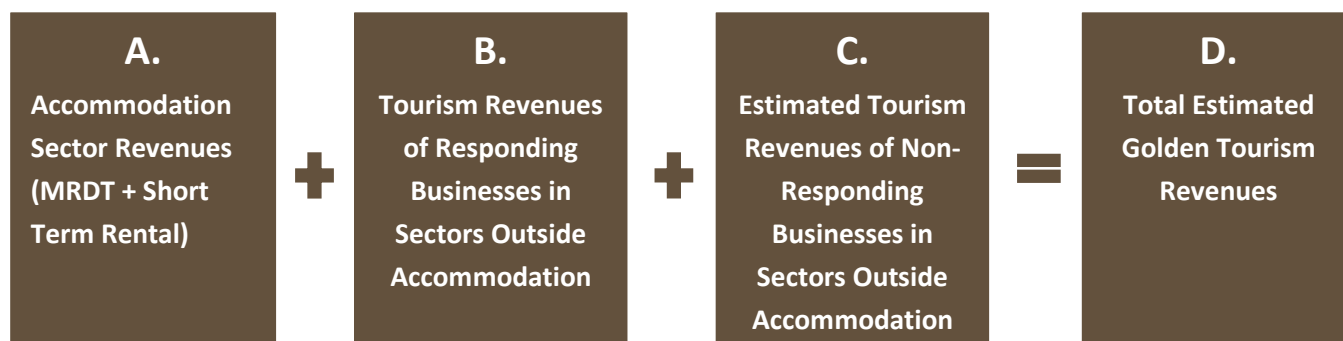 A.
Accommodation
Sector Revenues
(MRDT + Short
Term Rental)
+
B.
Tourism Revenues
of Responding
Businesses in
Sectors Outside
Accommodation
+
C.
Estimated Tourism
Revenues of Non-
Responding
Businesses in
Sectors Outside
Accommodation
=
D.
Total Estimated
Golden Tourism
Revenues